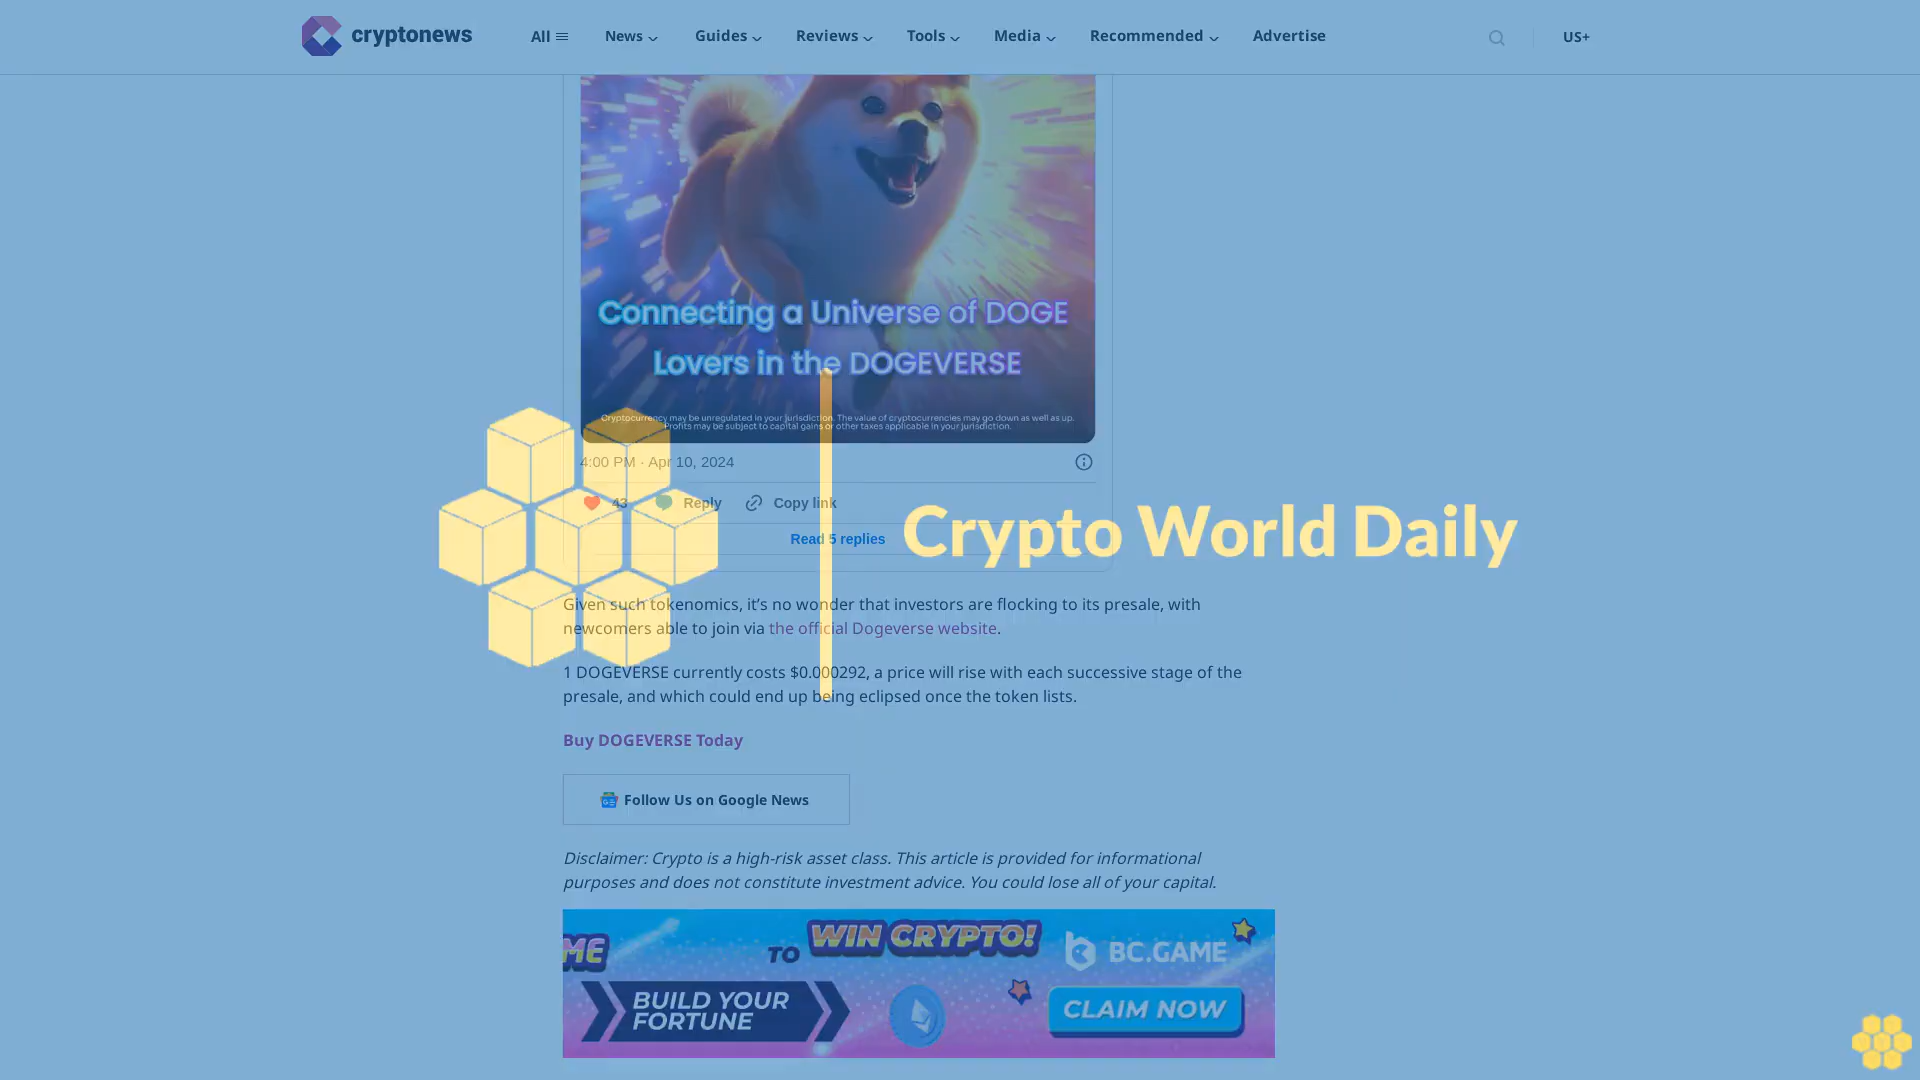 cryptonews
All
News
Guides
Reviews
Tools
Media
Recommended
Advertise
US+
Connecting a Universe of DOGE
Lovers in the DOGEVERSE
Cryptocurrency may be unregulated in your jurisdiction. The value of cryptocurrencies may go down as well as up.
Profits may be subject to capital gains or other taxes applicable in your jurisdiction.
4:00 PM · Apr 10, 2024
43 Reply Copy link
Read 5 replies
Crypto World Daily
Given such tokenomics, it’s no wonder that investors are flocking to its presale, with
newcomers able to join via the official Dogeverse website.
1 DOGEVERSE currently costs $0.000292, a price will rise with each successive stage of the
presale, and which could end up being eclipsed once the token lists.
Buy DOGEVERSE Today
Follow Us on Google News
Disclaimer: Crypto is a high-risk asset class. This article is provided for informational
purposes and does not constitute investment advice. You could lose all of your capital.
TO WIN CRYPTO!
BC.GAME
BUILD YOUR
FORTUNE
CLAIM NOW